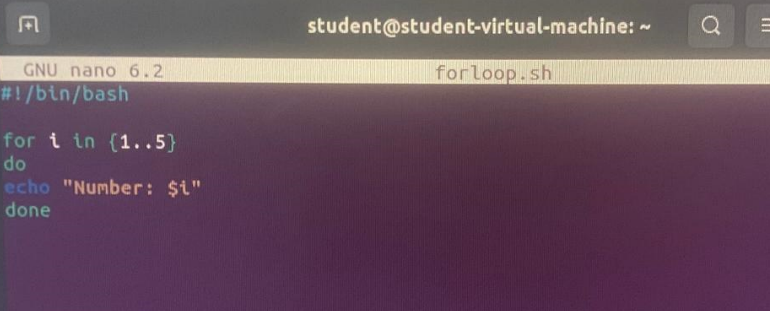 student@student-virtual-machine: ~
GNU nano 6.2 forloop.sh
#!/bin/bash
for i in {1..5}
do
echo "Number: $i"
done